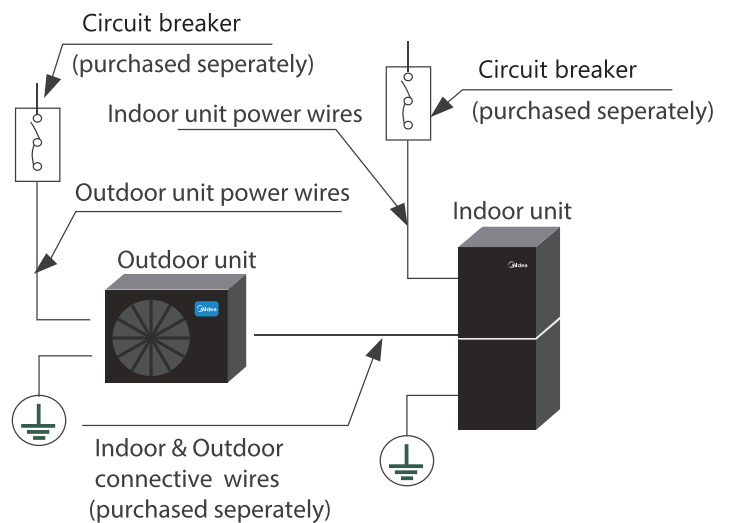 Circuit breaker
(purchased seperately)
Circuit breaker
(purchased seperately)
Indoor unit power wires
Outdoor unit power wires
Indoor unit
Outdoor unit
Midea
Midea
Indoor & Outdoor
connective wires
(purchased seperately)